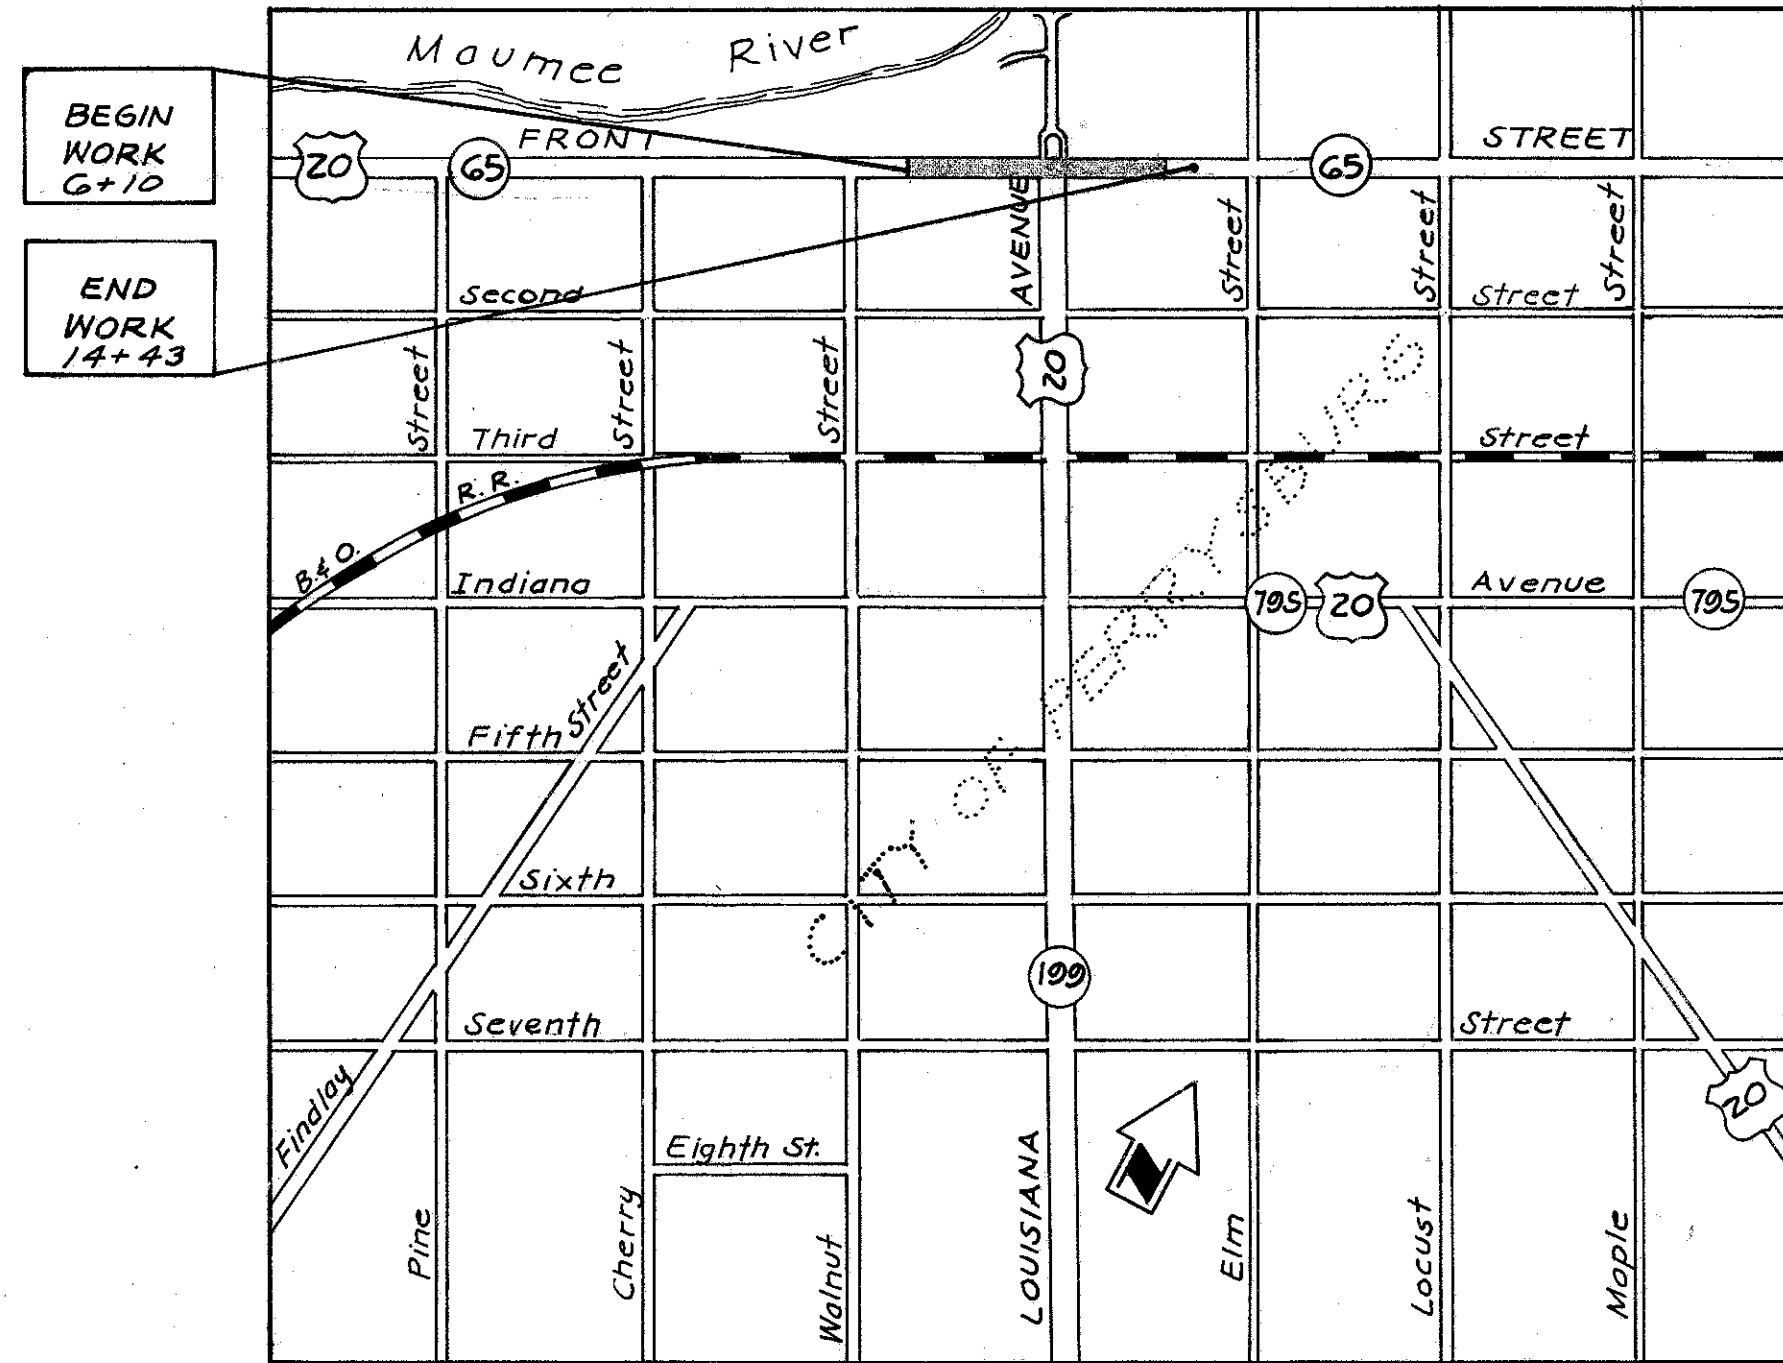 Maumee River
BEGIN
WORK
6+10
FRONT STREET
20
65
65
END
WORK
14+43
AVENUE
Street
Street
Street
Second Street
20
Street
Street
Street
Third Street
B.&O. R.R.
Indiana Avenue
795
20
795
CITY OF PERRYSBURG
Fifth
Findlay Street
Sixth
199
Seventh Street
20
Eighth St.
Pine
Cherry
Walnut
LOUISIANA
Elm
Locust
Maple